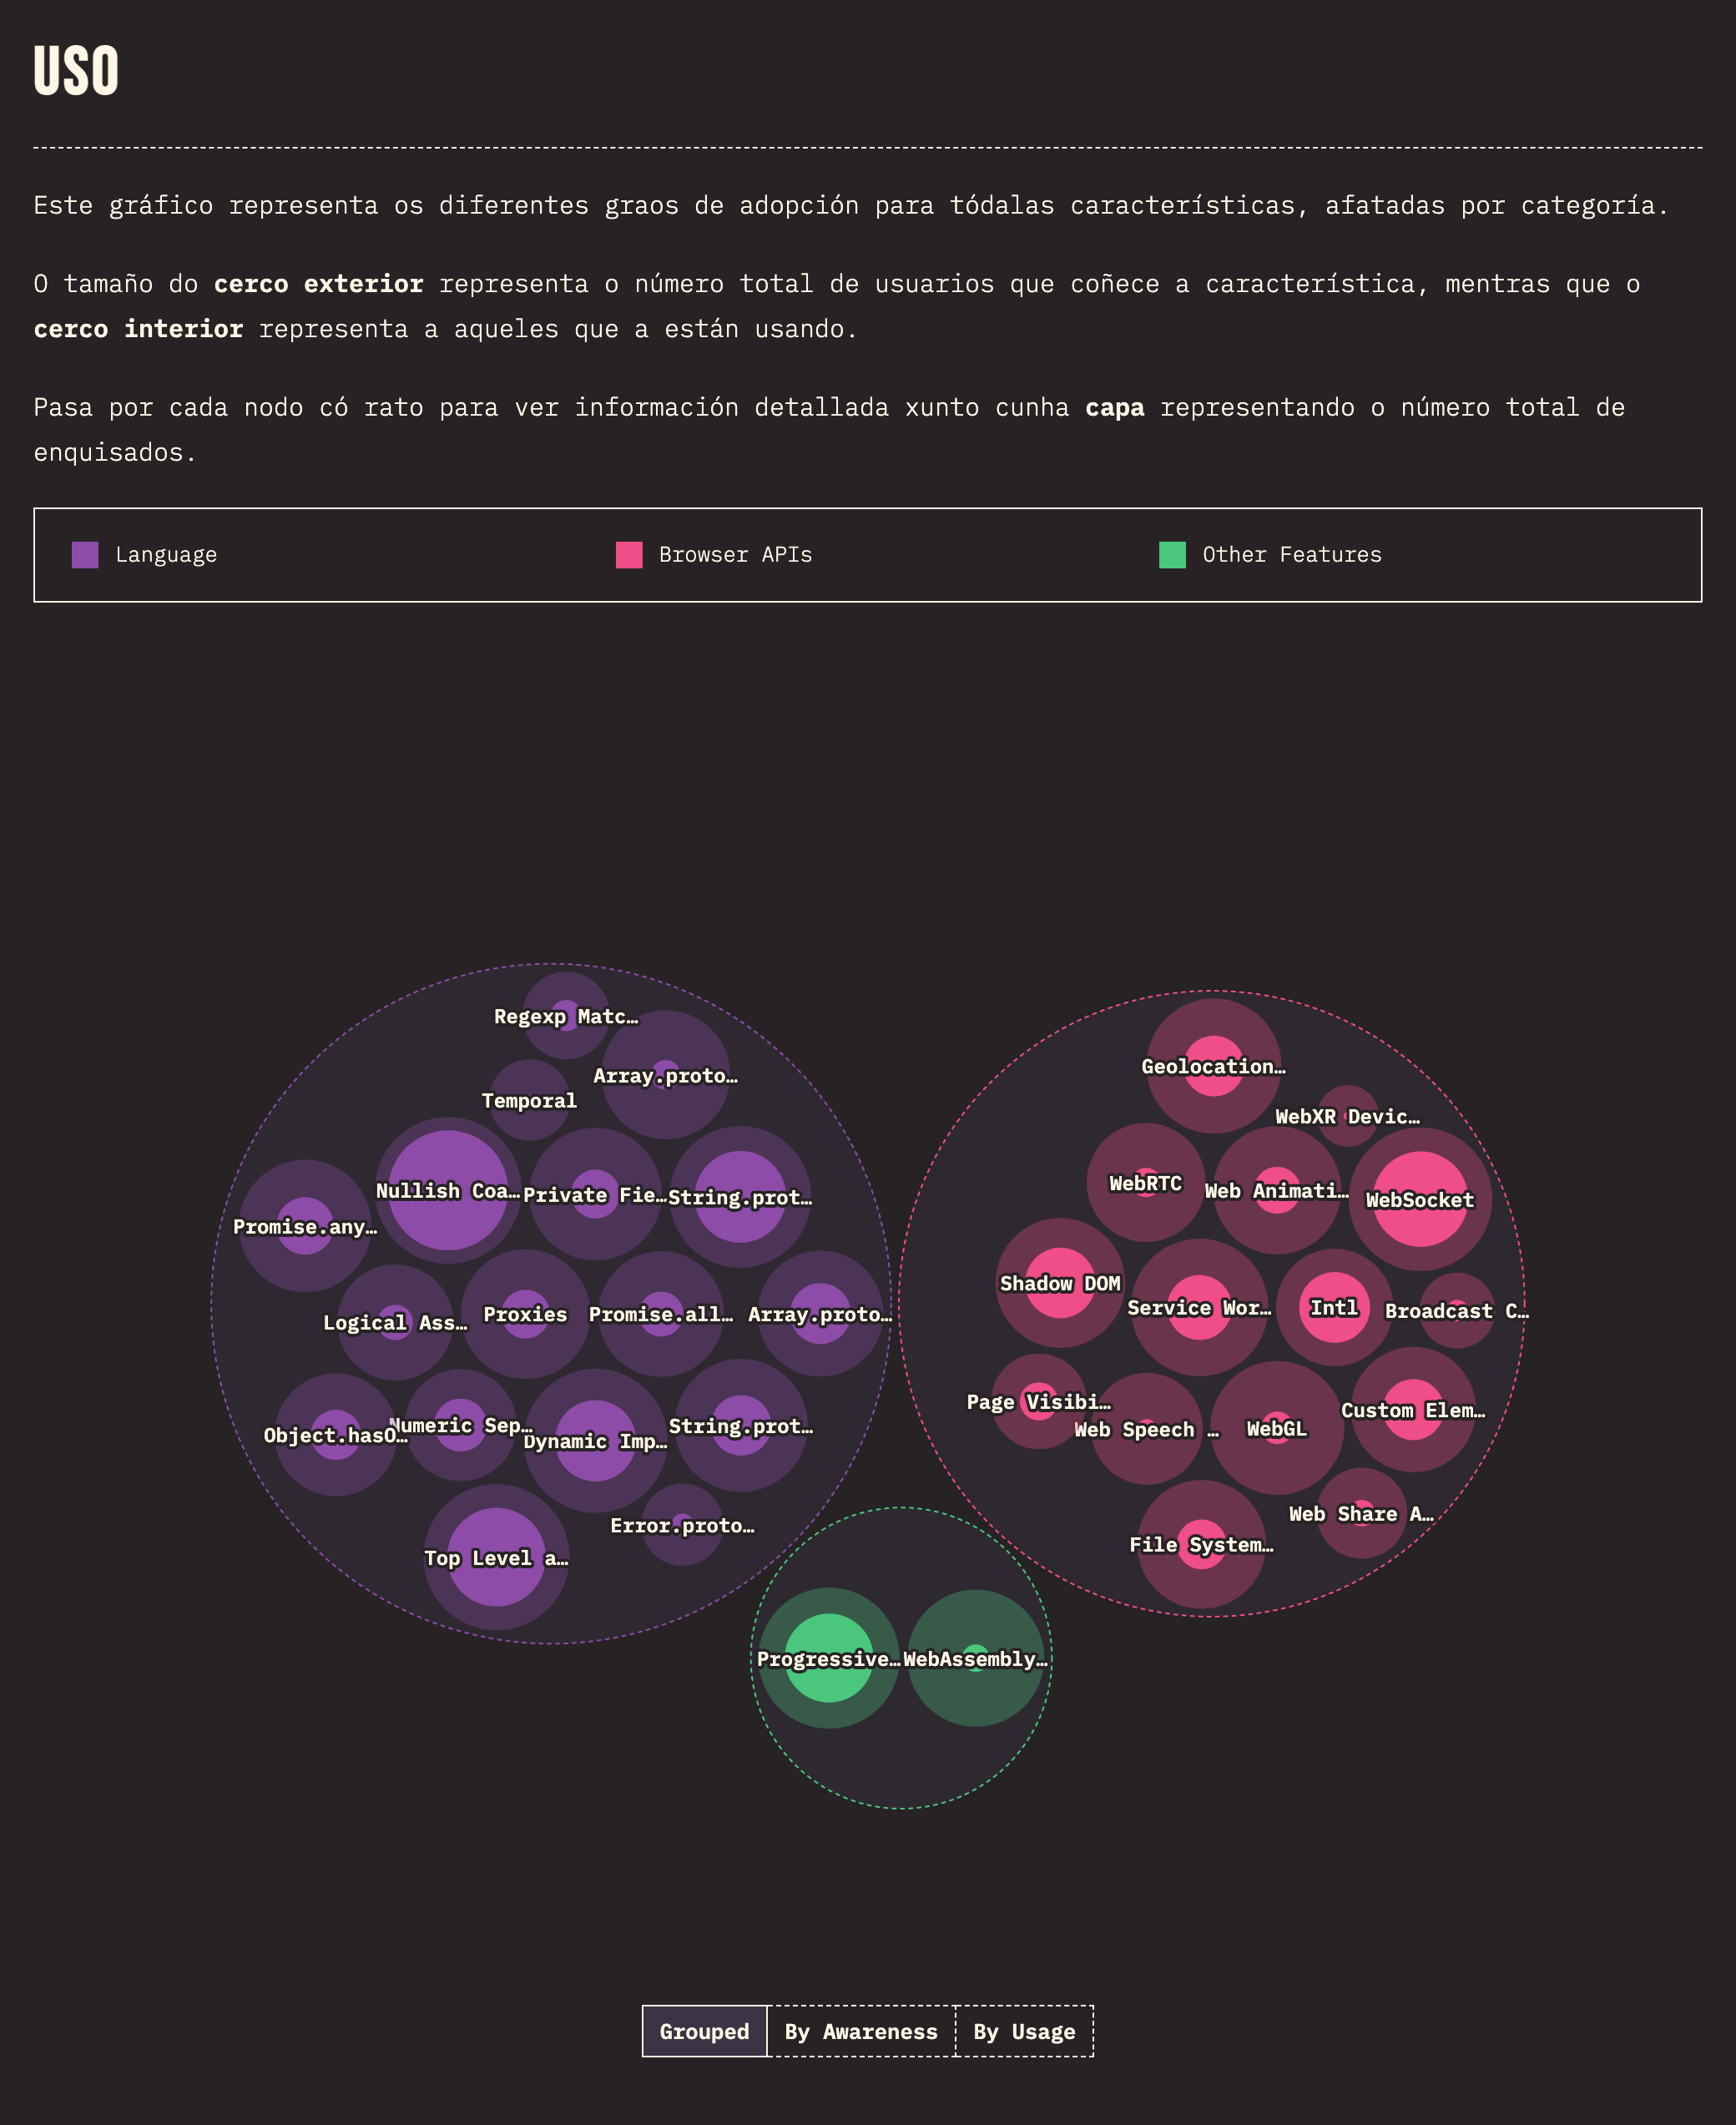 USO
Este gráfico representa os diferentes graos de adopción para tódalas características, afatadas por categoría.
O tamaño do cerco exterior representa o número total de usuarios que coñece a característica, mentras que o
cerco interior representa a aqueles que a están usando.
Pasa por cada nodo có rato para ver información detallada xunto cunha capa representando o número total de
enquisados.
Language
Browser APIs
Other Features
Regexp Matc…
Array.proto…
Temporal
Nullish Coa…
Private Fie…
String.prot…
Promise.any…
Logical Ass…
Proxies
Promise.all…
Array.proto…
Object.hasO…
Numeric Sep…
Dynamic Imp…
String.prot…
Top Level a…
Error.proto…
Geolocation…
WebXR Devic…
WebRTC
Web Animati…
WebSocket
Shadow DOM
Service Wor…
Intl
Broadcast C…
Page Visibi…
Web Speech …
WebGL
Custom Elem…
Web Share A…
File System…
Progressive…
WebAssembly…
Grouped
By Awareness
By Usage